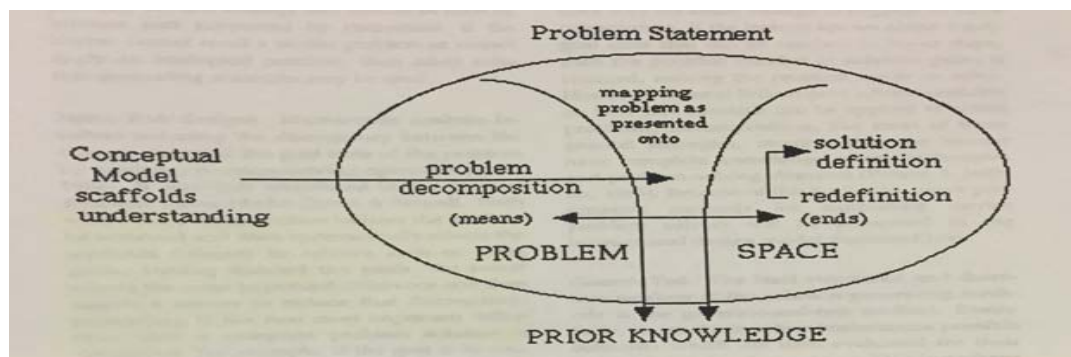 Problem Statement
mapping
problem as
presented
onto
Conceptual
Model
scaffolds
understanding
problem
decomposition
(means)
solution
definition
redefinition
(ends)
PROBLEM
SPACE
PRIOR KNOWLEDGE